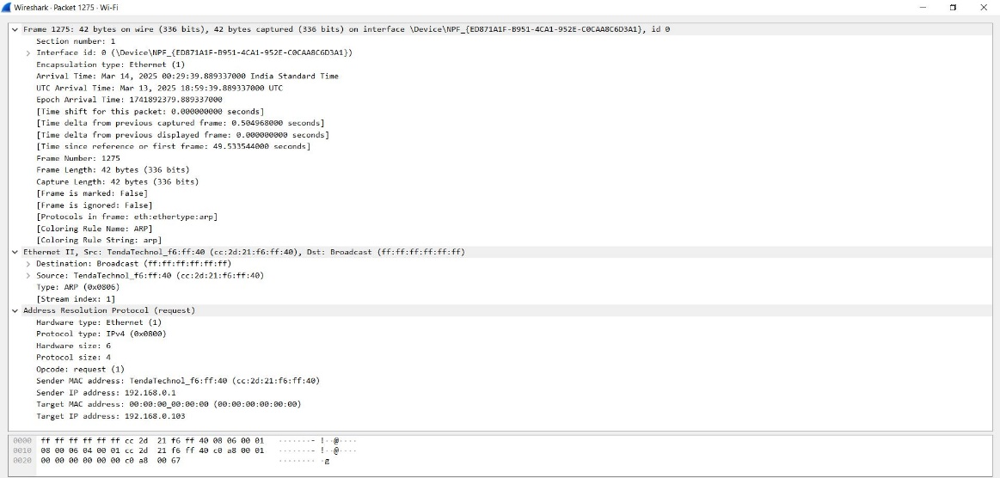 Wireshark · Packet 1275 · Wi-Fi
Frame 1275: 42 bytes on wire (336 bits), 42 bytes captured (336 bits) on interface \Device\NPF_{ED871A1F-B951-4CA1-952E-C0CAA8C6D3A1}, id 0
Section number: 1
Interface id: 0 (\Device\NPF_{ED871A1F-B951-4CA1-952E-C0CAA8C6D3A1})
Encapsulation type: Ethernet (1)
Arrival Time: Mar 14, 2025 00:29:39.889337000 India Standard Time
UTC Arrival Time: Mar 13, 2025 18:59:39.889337000 UTC
Epoch Arrival Time: 1741892379.889337000
[Time shift for this packet: 0.000000000 seconds]
[Time delta from previous captured frame: 0.504968000 seconds]
[Time delta from previous displayed frame: 0.000000000 seconds]
[Time since reference or first frame: 49.533544000 seconds]
Frame Number: 1275
Frame Length: 42 bytes (336 bits)
Capture Length: 42 bytes (336 bits)
[Frame is marked: False]
[Frame is ignored: False]
[Protocols in frame: eth:ethertype:arp]
[Coloring Rule Name: ARP]
[Coloring Rule String: arp]
Ethernet II, Src: TendaTechnol_f6:ff:40 (cc:2d:21:f6:ff:40), Dst: Broadcast (ff:ff:ff:ff:ff:ff)
Destination: Broadcast (ff:ff:ff:ff:ff:ff)
Source: TendaTechnol_f6:ff:40 (cc:2d:21:f6:ff:40)
Type: ARP (0x0806)
[Stream index: 1]
Address Resolution Protocol (request)
Hardware type: Ethernet (1)
Protocol type: IPv4 (0x0800)
Hardware size: 6
Protocol size: 4
Opcode: request (1)
Sender MAC address: TendaTechnol_f6:ff:40 (cc:2d:21:f6:ff:40)
Sender IP address: 192.168.0.1
Target MAC address: 00:00:00_00:00:00 (00:00:00:00:00:00)
Target IP address: 192.168.0.103
0000 ff ff ff ff ff ff cc 2d 21 f6 ff 40 08 06 00 01 ·······- !··@····
0010 08 00 06 04 00 01 cc 2d 21 f6 ff 40 c0 a8 00 01 ·······- !··@····
0020 00 00 00 00 00 00 c0 a8 00 67 ········ ·g